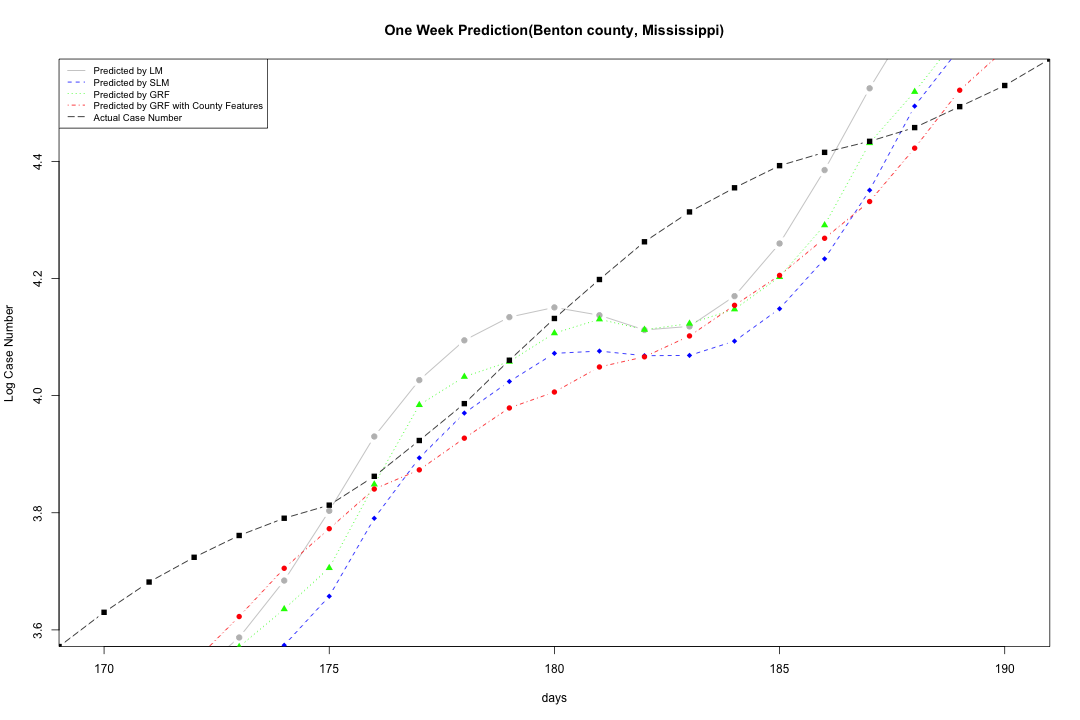 One Week Prediction(Benton county, Mississippi)
Predicted by LM
Predicted by SLM
Predicted by GRF
Predicted by GRF with County Features
Actual Case Number
Log Case Number
4.4
4.2
4.0
3.8
3.6
170 175 180 185 190
days